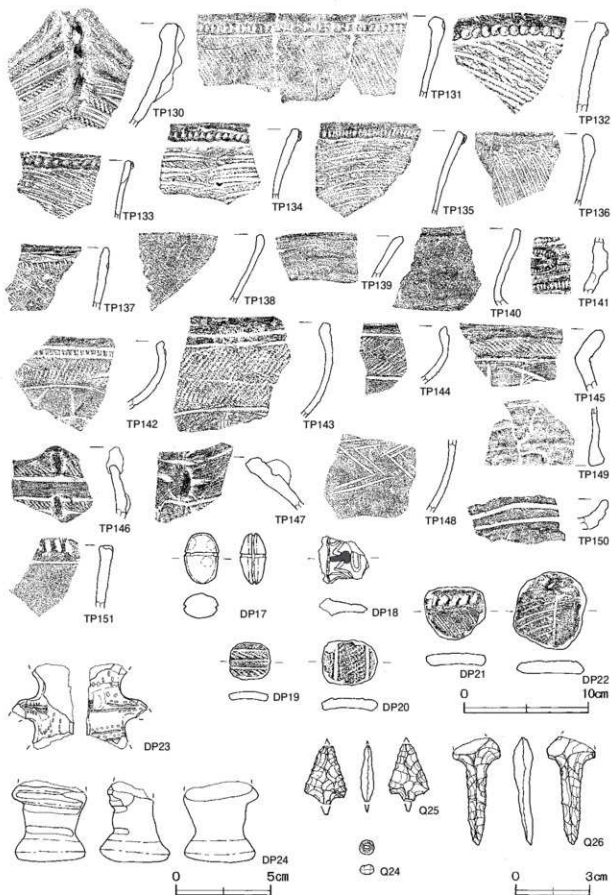 TP130
TP131
TP132
TP133
TP134
TP135
TP136
TP137
TP138
TP139
TP140
TP141
TP142
TP143
TP144
TP145
TP146
TP147
TP148
TP149
TP150
TP151
DP17
DP18
DP19
DP20
DP21
DP22
0 10cm
DP23
Q25
Q26
Q24
DP24
0 5cm
0 3cm